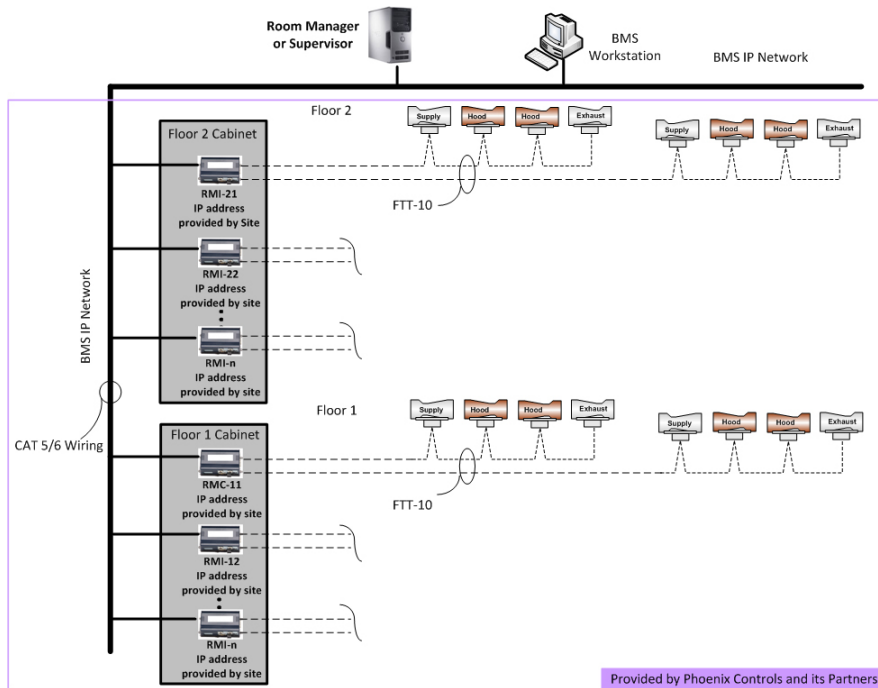 Room Manager
or Supervisor
BMS
Workstation
BMS IP Network
Floor 2
Supply
Hood
Hood
Exhaust
Supply
Hood
Hood
Exhaust
Floor 2 Cabinet
RMI-21
IP address
provided by Site
FTT-10
RMI-22
IP address
provided by site
RMI-n
IP address
provided by site
BMS IP Network
CAT 5/6 Wiring
Floor 1
Supply
Hood
Hood
Exhaust
Supply
Hood
Hood
Exhaust
Floor 1 Cabinet
RMC-11
IP address
provided by site
FTT-10
RMI-12
IP address
provided by site
RMI-n
IP address
provided by site
Provided by Phoenix Controls and its Partners